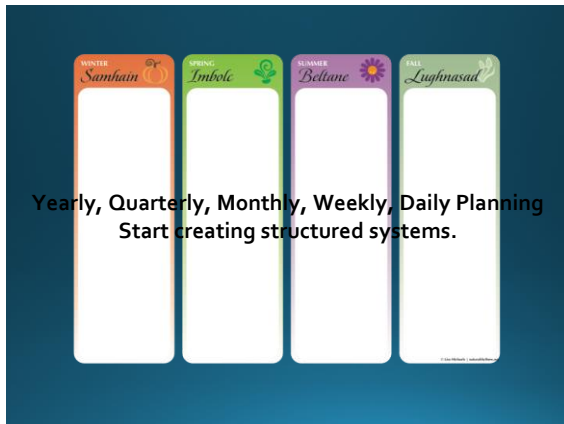 WINTER
Samhain
SPRING
Imbolc
SUMMER
Beltane
FALL
Lughnasad
Yearly, Quarterly, Monthly, Weekly, Daily Planning
Start creating structured systems.